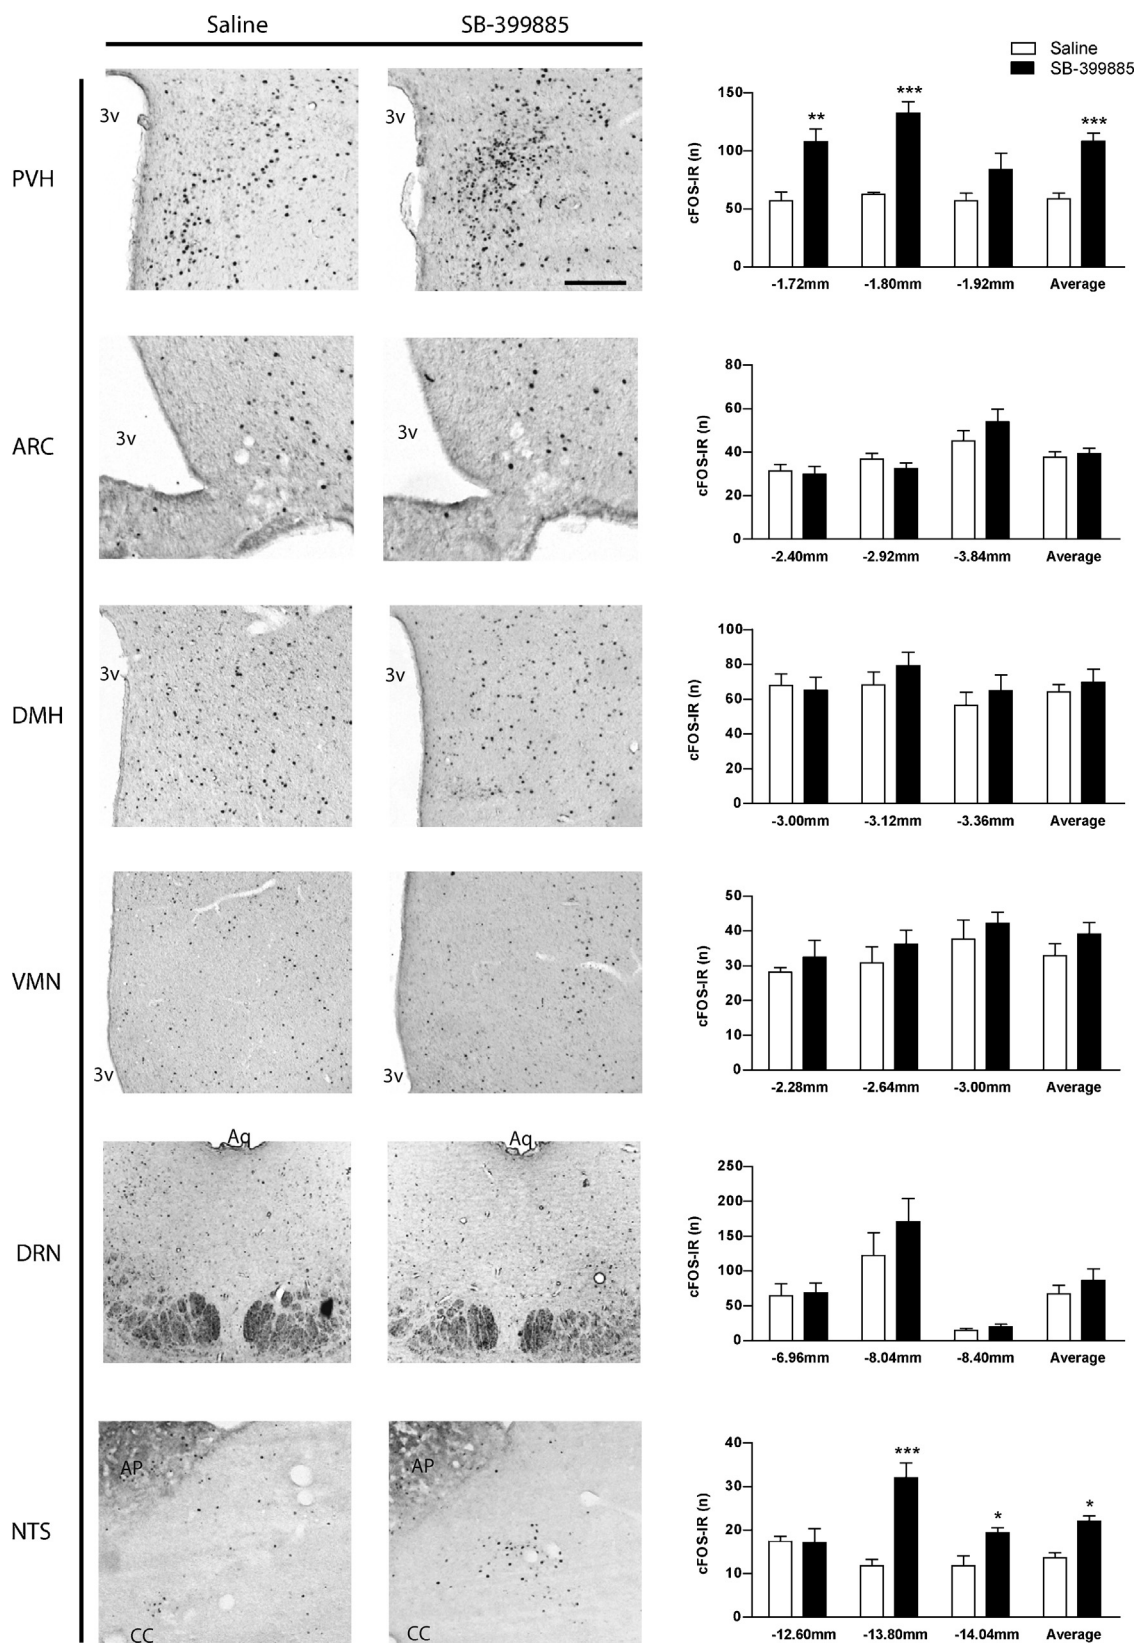 Saline SB-399885
Saline
SB-399885
PVH
3v
3v
cFOS-IR (n)
150
100
50
0
**
***
***
-1.72mm -1.80mm -1.92mm Average
ARC
3v
3v
cFOS-IR (n)
80
60
40
20
0
-2.40mm -2.92mm -3.84mm Average
DMH
3v
3v
cFOS-IR (n)
100
80
60
40
20
0
-3.00mm -3.12mm -3.36mm Average
VMN
3v
3v
cFOS-IR (n)
50
40
30
20
10
0
-2.28mm -2.64mm -3.00mm Average
DRN
Aq
Aq
cFOS-IR (n)
250
200
150
100
50
0
-6.96mm -8.04mm -8.40mm Average
NTS
AP
CC
AP
CC
cFOS-IR (n)
40
30
20
10
0
***
*
*
-12.60mm -13.80mm -14.04mm Average